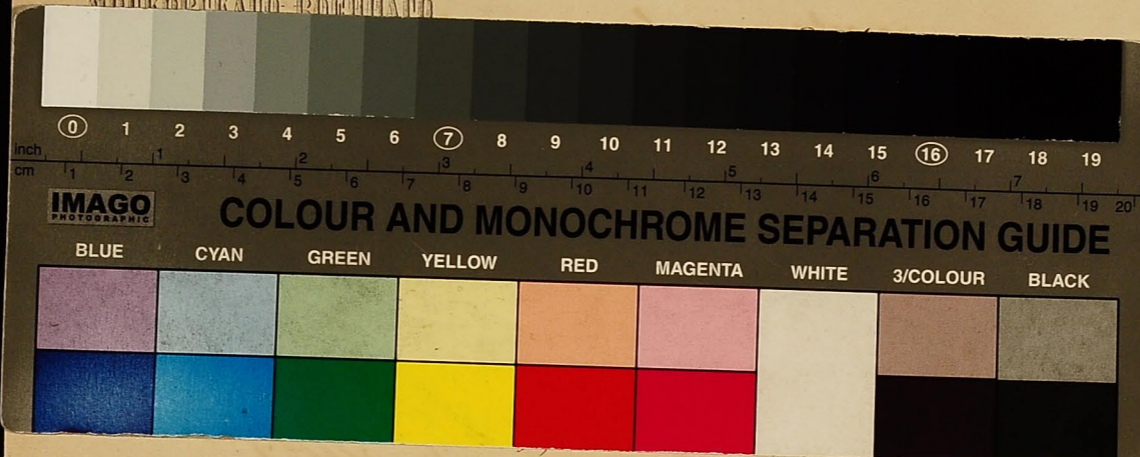 0 1 2 3 4 5 6 7 8 9 10 11 12 13 14 15 16 17 18 19
inch 1 2 3 4 5 6 7
cm 1 2 3 4 5 6 7 8 9 10 11 12 13 14 15 16 17 18 19 20
IMAGO
PHOTOGRAPHIC
COLOUR AND MONOCHROME SEPARATION GUIDE
BLUE CYAN GREEN YELLOW RED MAGENTA WHITE 3/COLOUR BLACK